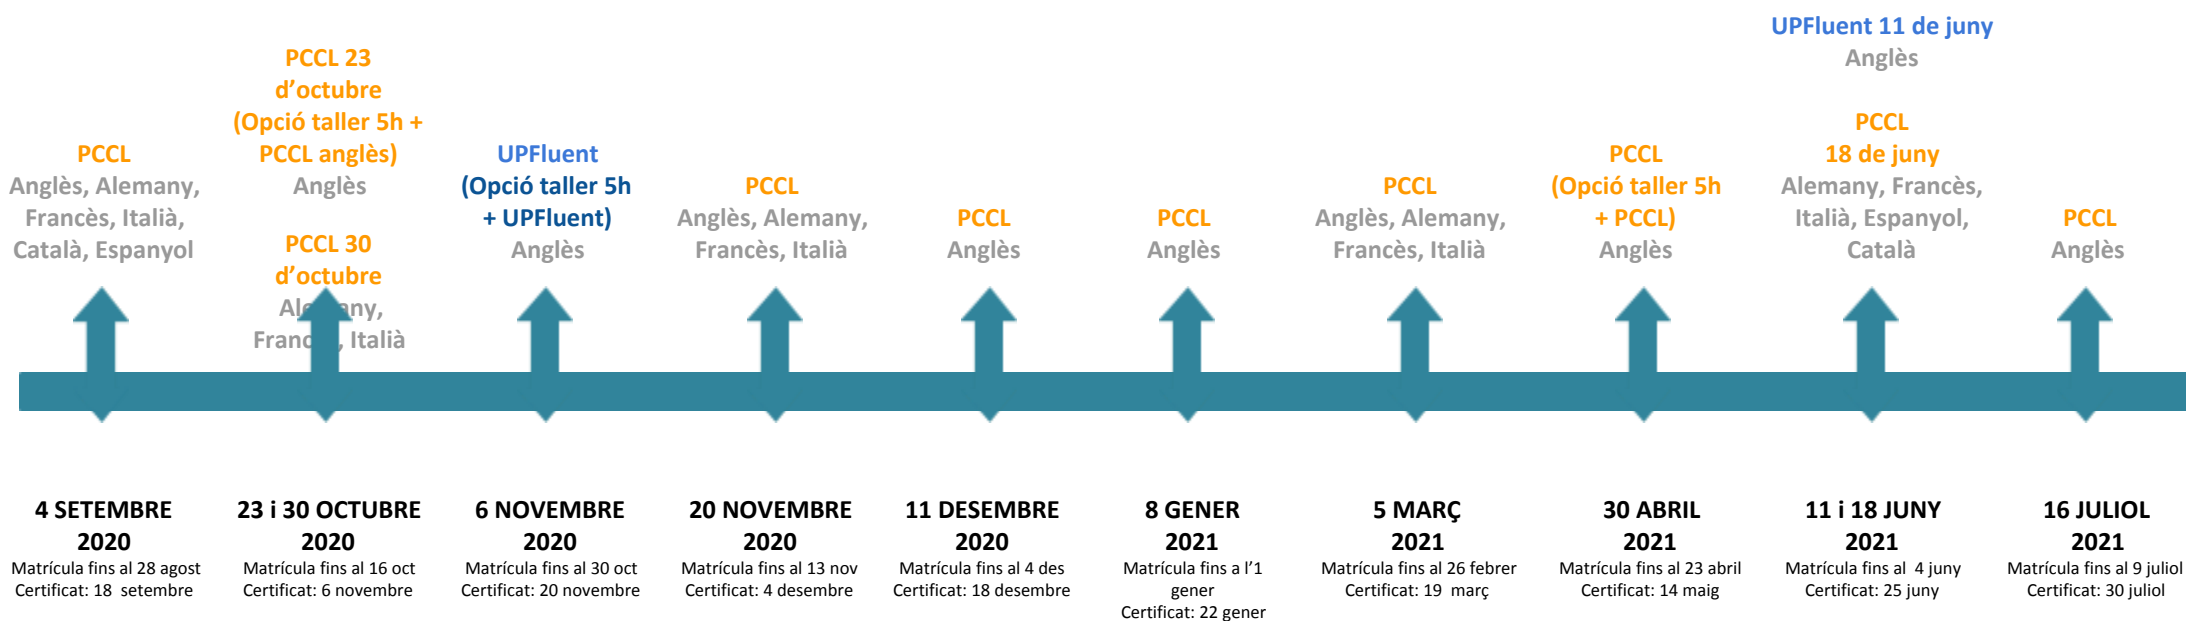 PCCL
Anglès, Alemany,
Francès, Italià,
Català, Espanyol
PCCL 23
d’octubre
(Opció taller 5h +
PCCL anglès)
Anglès
PCCL 30
d’octubre
Alemany,
Francès, Italià
UPFluent
(Opció taller 5h
+ UPFluent)
Anglès
PCCL
Anglès, Alemany,
Francès, Italià
PCCL
Anglès
PCCL
Anglès
PCCL
Anglès, Alemany,
Francès, Italià
PCCL
(Opció taller 5h
+ PCCL)
Anglès
UPFluent 11 de juny
Anglès
PCCL
18 de juny
Alemany, Francès,
Italià, Espanyol,
Català
PCCL
Anglès
4 SETEMBRE
2020
Matrícula fins al 28 agost
Certificat: 18 setembre
23 i 30 OCTUBRE
2020
Matrícula fins al 16 oct
Certificat: 6 novembre
6 NOVEMBRE
2020
Matrícula fins al 30 oct
Certificat: 20 novembre
20 NOVEMBRE
2020
Matrícula fins al 13 nov
Certificat: 4 desembre
11 DESEMBRE
2020
Matrícula fins al 4 des
Certificat: 18 desembre
8 GENER
2021
Matrícula fins a l’1
gener
Certificat: 22 gener
5 MARÇ
2021
Matrícula fins al 26 febrer
Certificat: 19 març
30 ABRIL
2021
Matrícula fins al 23 abril
Certificat: 14 maig
11 i 18 JUNY
2021
Matrícula fins al 4 juny
Certificat: 25 juny
16 JULIOL
2021
Matrícula fins al 9 juliol
Certificat: 30 juliol